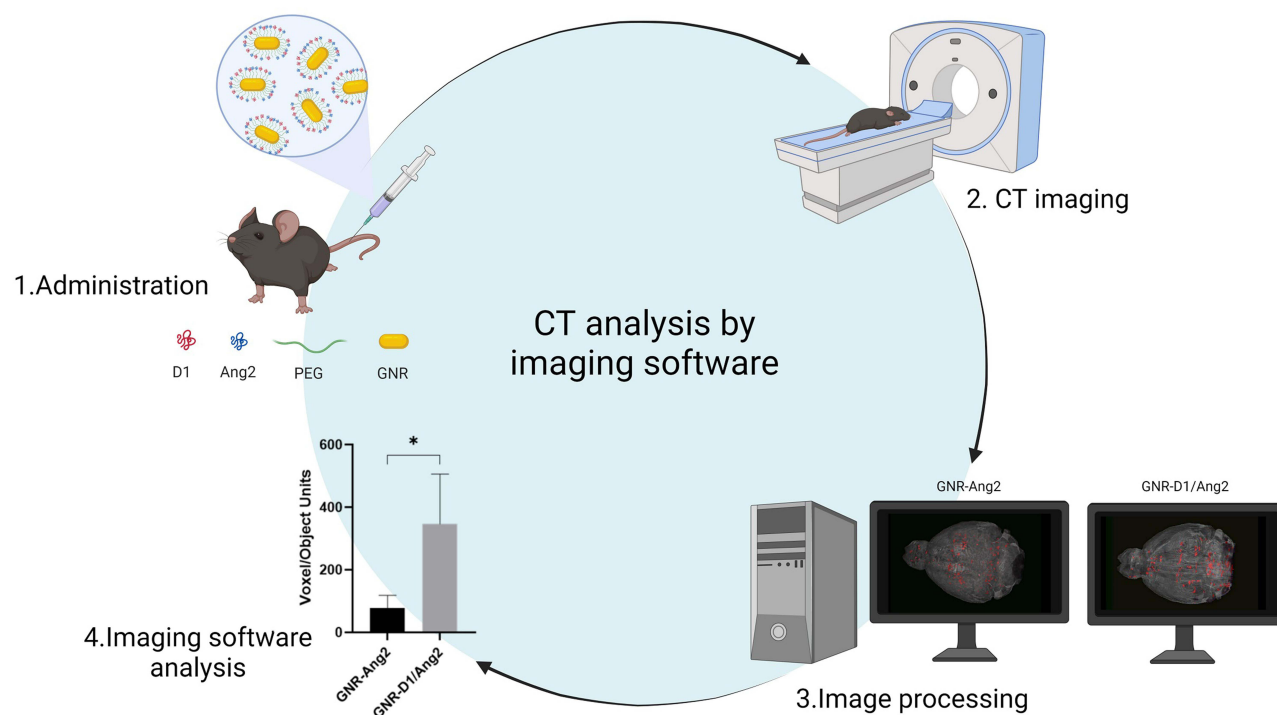 2. CT imaging
1.Administration
D1 Ang2 PEG GNR
CT analysis by
imaging software
600
400
200
0
*
Voxel/Object Units
GNR-Ang2
GNR-D1/Ang2
4.Imaging software
analysis
GNR-Ang2
GNR-D1/Ang2
3.Image processing